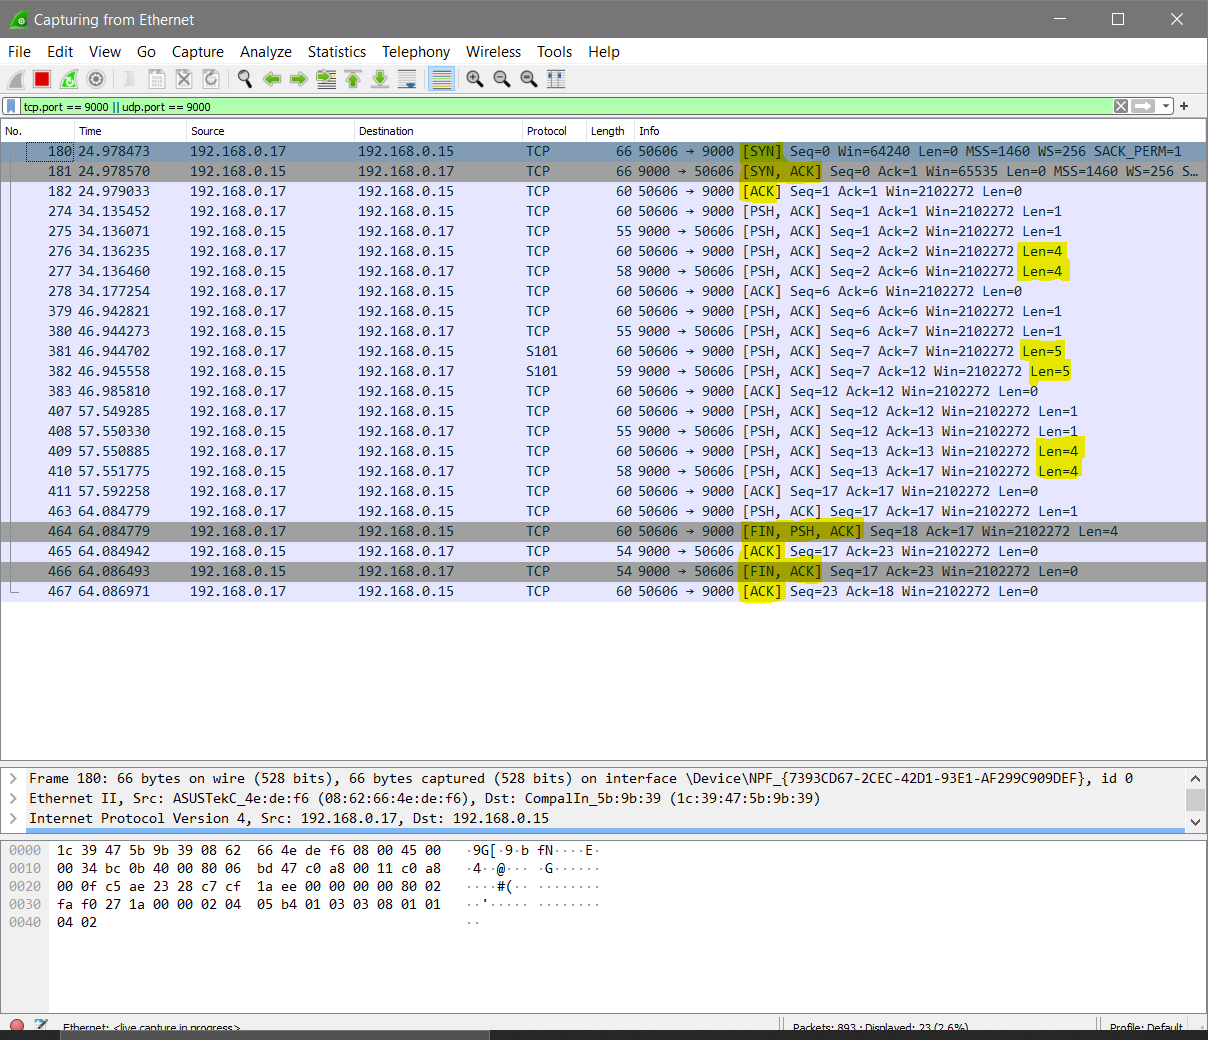 Capturing from Ethernet
File Edit View Go Capture Analyze Statistics Telephony Wireless Tools Help
tcp.port == 9000 || udp.port == 9000
No. Time Source Destination Protocol Length Info
180 24.978473 192.168.0.17 192.168.0.15 TCP 66 50606 → 9000 [SYN] Seq=0 Win=64240 Len=0 MSS=1460 WS=256 SACK_PERM=1
181 24.978570 192.168.0.15 192.168.0.17 TCP 66 9000 → 50606 [SYN, ACK] Seq=0 Ack=1 Win=65535 Len=0 MSS=1460 WS=256 S…
182 24.979033 192.168.0.17 192.168.0.15 TCP 60 50606 → 9000 [ACK] Seq=1 Ack=1 Win=2102272 Len=0
274 34.135452 192.168.0.17 192.168.0.15 TCP 60 50606 → 9000 [PSH, ACK] Seq=1 Ack=1 Win=2102272 Len=1
275 34.136071 192.168.0.15 192.168.0.17 TCP 55 9000 → 50606 [PSH, ACK] Seq=1 Ack=2 Win=2102272 Len=1
276 34.136235 192.168.0.17 192.168.0.15 TCP 60 50606 → 9000 [PSH, ACK] Seq=2 Ack=2 Win=2102272 Len=4
277 34.136460 192.168.0.15 192.168.0.17 TCP 58 9000 → 50606 [PSH, ACK] Seq=2 Ack=6 Win=2102272 Len=4
278 34.177254 192.168.0.17 192.168.0.15 TCP 60 50606 → 9000 [ACK] Seq=6 Ack=6 Win=2102272 Len=0
379 46.942821 192.168.0.17 192.168.0.15 TCP 60 50606 → 9000 [PSH, ACK] Seq=6 Ack=6 Win=2102272 Len=1
380 46.944273 192.168.0.15 192.168.0.17 TCP 55 9000 → 50606 [PSH, ACK] Seq=6 Ack=7 Win=2102272 Len=1
381 46.944702 192.168.0.17 192.168.0.15 S101 60 50606 → 9000 [PSH, ACK] Seq=7 Ack=7 Win=2102272 Len=5
382 46.945558 192.168.0.15 192.168.0.17 S101 59 9000 → 50606 [PSH, ACK] Seq=7 Ack=12 Win=2102272 Len=5
383 46.985810 192.168.0.17 192.168.0.15 TCP 60 50606 → 9000 [ACK] Seq=12 Ack=12 Win=2102272 Len=0
407 57.549285 192.168.0.17 192.168.0.15 TCP 60 50606 → 9000 [PSH, ACK] Seq=12 Ack=12 Win=2102272 Len=1
408 57.550330 192.168.0.15 192.168.0.17 TCP 55 9000 → 50606 [PSH, ACK] Seq=12 Ack=13 Win=2102272 Len=1
409 57.550885 192.168.0.17 192.168.0.15 TCP 60 50606 → 9000 [PSH, ACK] Seq=13 Ack=13 Win=2102272 Len=4
410 57.551775 192.168.0.15 192.168.0.17 TCP 58 9000 → 50606 [PSH, ACK] Seq=13 Ack=17 Win=2102272 Len=4
411 57.592258 192.168.0.17 192.168.0.15 TCP 60 50606 → 9000 [ACK] Seq=17 Ack=17 Win=2102272 Len=0
463 64.084779 192.168.0.17 192.168.0.15 TCP 60 50606 → 9000 [PSH, ACK] Seq=17 Ack=17 Win=2102272 Len=1
464 64.084779 192.168.0.17 192.168.0.15 TCP 60 50606 → 9000 [FIN, PSH, ACK] Seq=18 Ack=17 Win=2102272 Len=4
465 64.084942 192.168.0.15 192.168.0.17 TCP 54 9000 → 50606 [ACK] Seq=17 Ack=23 Win=2102272 Len=0
466 64.086493 192.168.0.15 192.168.0.17 TCP 54 9000 → 50606 [FIN, ACK] Seq=17 Ack=23 Win=2102272 Len=0
467 64.086971 192.168.0.17 192.168.0.15 TCP 60 50606 → 9000 [ACK] Seq=23 Ack=18 Win=2102272 Len=0
Frame 180: 66 bytes on wire (528 bits), 66 bytes captured (528 bits) on interface \Device\NPF_{7393CD67-2CEC-42D1-93E1-AF299C909DEF}, id 0
Ethernet II, Src: ASUSTekC_4e:de:f6 (08:62:66:4e:de:f6), Dst: CompalIn_5b:9b:39 (1c:39:47:5b:9b:39)
Internet Protocol Version 4, Src: 192.168.0.17, Dst: 192.168.0.15
0000 1c 39 47 5b 9b 39 08 62 66 4e de f6 08 00 45 00 ·9G[·9·b fN····E·
0010 00 34 bc 0b 40 00 80 06 bd 47 c0 a8 00 11 c0 a8 ·4··@··· ·G······
0020 00 0f c5 ae 23 28 c7 cf 1a ee 00 00 00 00 80 02 ····#(·· ········
0030 fa f0 27 1a 00 00 02 04 05 b4 01 03 03 08 01 01 ··'····· ········
0040 04 02 ··
Ethernet: <live capture in progress> Packets: 893 · Displayed: 23 (2.6%) Profile: Default